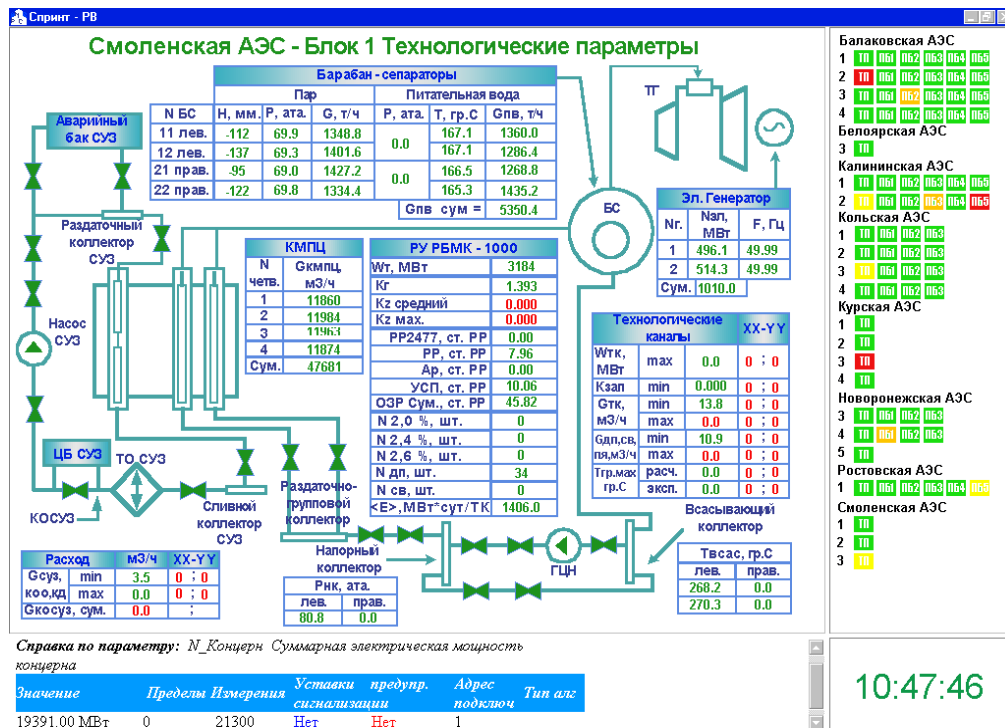 Спринт - РВ
Смоленская АЭС - Блок 1 Технологические параметры
Барабан - сепараторы
Пар Питательная вода
N БС H, мм. P, ата. G, т/ч P, ата. T, гр.С Gпв, т/ч
11 лев. -112 69.9 1348.8 0.0 167.1 1360.0
12 лев. -137 69.3 1401.6 167.1 1286.4
21 прав. -95 69.0 1427.2 0.0 166.5 1268.8
22 прав. -122 69.8 1334.4 165.3 1435.2
Gпв сум = 5350.4
Аварийный
бак СУЗ
Раздаточный
коллектор
СУЗ
Насос
СУЗ
ТГ
БС
Эл. Генератор
Nг. Nэл, МВт F, Гц
1 496.1 49.99
2 514.3 49.99
Сум. 1010.0
КМПЦ
N четв. Gкмпц, м3/ч
1 11860
2 11984
3 11963
4 11874
Сум. 47681
РУ РБМК - 1000
Wт, МВт 3184
Кг 1.393
Kz средний 0.000
Kz мах. 0.000
РР2477, ст. РР 0.00
РР, ст. РР 7.96
Ар, ст. РР 0.00
УСП, ст. РР 10.06
ОЗР Сум., ст. РР 45.82
N 2,0 %, шт. 0
N 2,4 %, шт. 0
N 2,6 %, шт. 0
N дп, шт. 34
N св, шт. 0
<E>,МВт*сут/ТК 1406.0
Технологические каналы XX-YY
Wтк, МВт max 0.0 0 ; 0
Кзап min 0.000 0 ; 0
Gтк, min 13.8 0 ; 0
м3/ч max 0.0 0 ; 0
Gдп,св, min 10.9 0 ; 0
пя,м3/ч max 0.0 0 ; 0
Тгр.мах расч. 0.0 0 ; 0
гр.С эксп. 0.0 0 ; 0
ЦБ СУЗ
ТО СУЗ
КОСУЗ
Сливной
коллектор
СУЗ
Раздаточно-
групповой
коллектор
Напорный
коллектор
ГЦН
Всасывающий
коллектор
Расход м3/ч XX-YY
Gсуз, min 3.5 0 ; 0
коо,кд max 0.0 0 ; 0
Gкосуз, сум. 0.0 ;
Рнк, ата.
лев. прав.
80.8 0.0
Твсас, гр.С
лев. прав.
268.2 0.0
270.3 0.0
Балаковская АЭС
1 ТП ПБ1 ПБ2 ПБ3 ПБ4 ПБ5
2 ТП ПБ1 ПБ2 ПБ3 ПБ4 ПБ5
3 ТП ПБ1 ПБ2 ПБ3 ПБ4 ПБ5
4 ТП ПБ1 ПБ2 ПБ3 ПБ4 ПБ5
Белоярская АЭС
3 ТП
Калининская АЭС
1 ТП ПБ1 ПБ2 ПБ3 ПБ4 ПБ5
2 ТП ПБ1 ПБ2 ПБ3 ПБ4 ПБ5
Кольская АЭС
1 ТП ПБ1 ПБ2 ПБ3
2 ТП ПБ1 ПБ2 ПБ3
3 ТП ПБ1 ПБ2 ПБ3
4 ТП ПБ1 ПБ2 ПБ3
Курская АЭС
1 ТП
2 ТП
3 ТП
4 ТП
Новоронежская АЭС
3 ТП ПБ1 ПБ2 ПБ3
4 ТП ПБ1 ПБ2 ПБ3
5 ТП
Ростовская АЭС
1 ТП ПБ1 ПБ2 ПБ3 ПБ4 ПБ5
Смоленская АЭС
1 ТП
2 ТП
3 ТП
Справка по параметру: N_Концерн Суммарная электрическая мощность
концерна
Значение Пределы Измерения Уставки предупр. сигнализации Адрес подключ Тип алг
19391.00 МВт 0 21300 Нет Нет 1
10:47:46